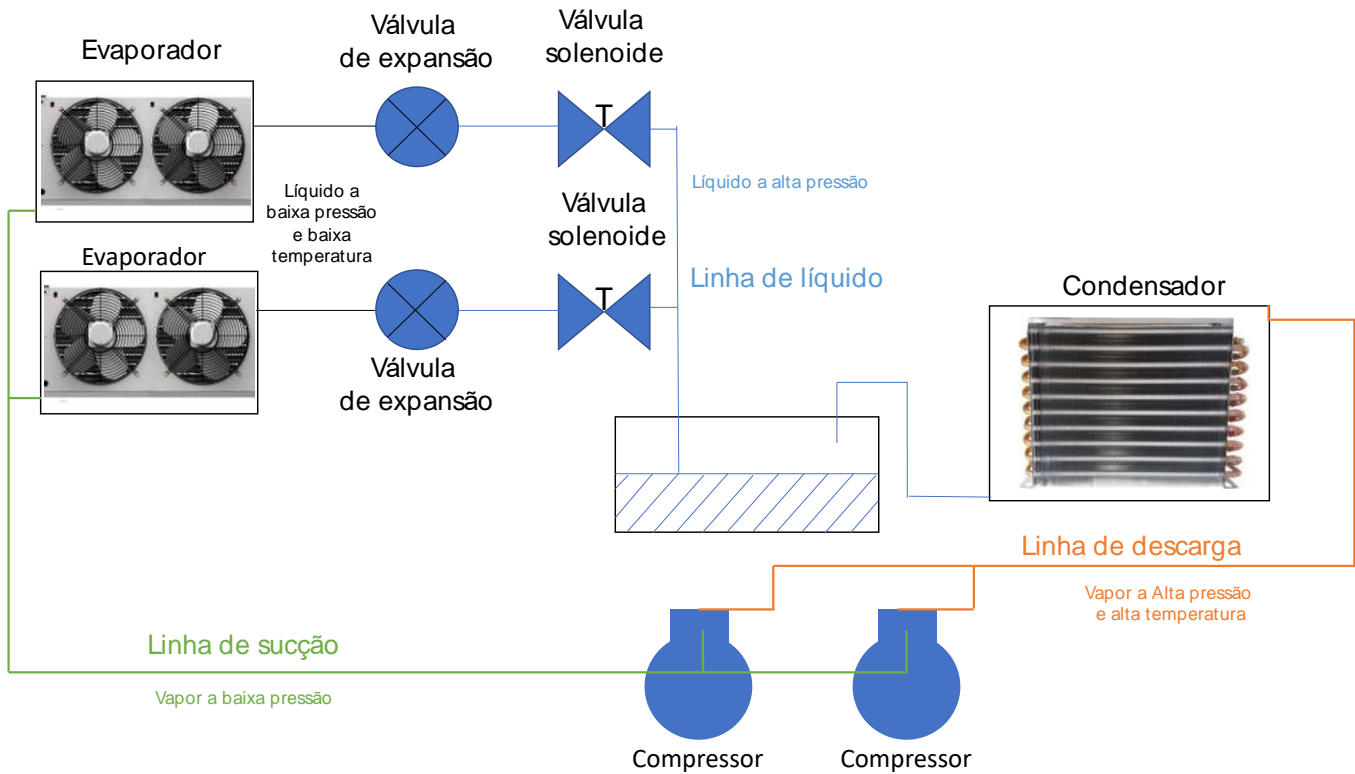 Evaporador
Válvula
de expansão
Válvula
solenoide
Líquido a alta pressão
Líquido a
baixa pressão
e baixa
temperatura
Válvula
solenoide
Evaporador
Linha de líquido
Condensador
Válvula
de expansão
Linha de descarga
Vapor a Alta pressão
e alta temperatura
Linha de sucção
Vapor a baixa pressão
Compressor
Compressor